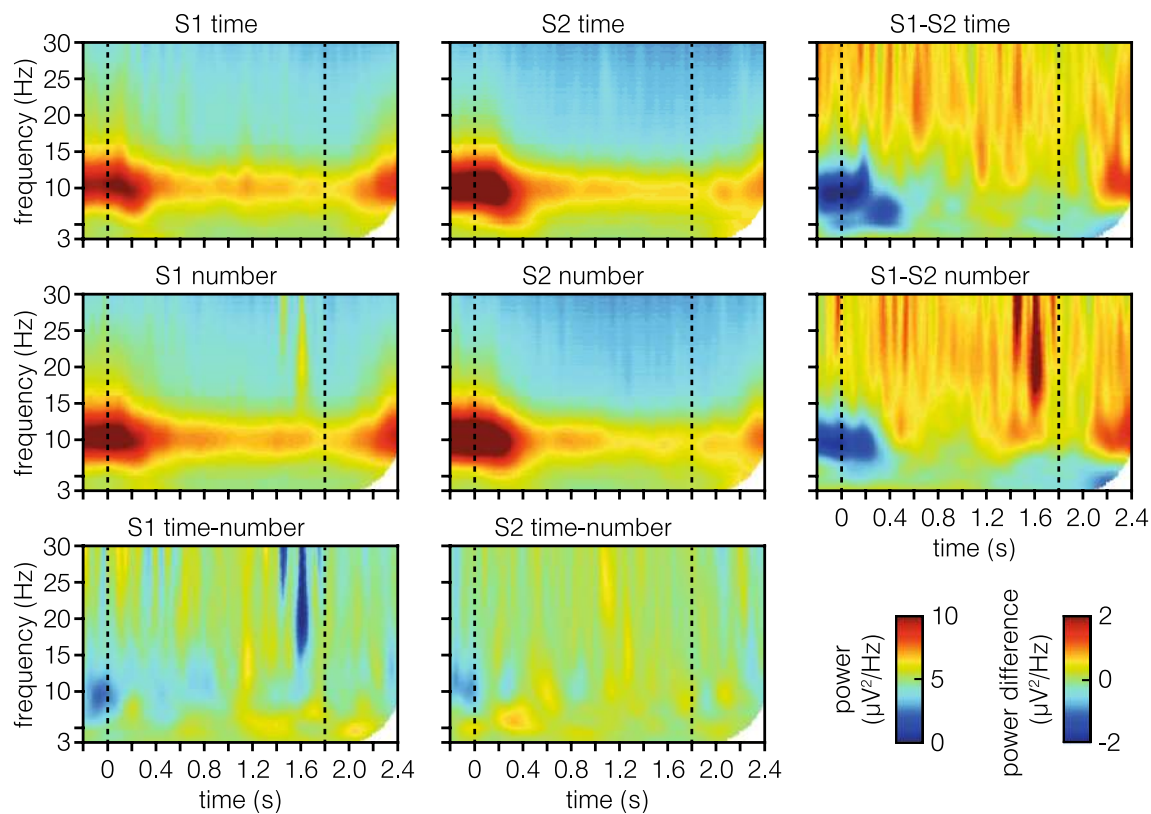 S1 time
S2 time
S1-S2 time
frequency (Hz)
30
25
20
15
10
3
S1 number
S2 number
S1-S2 number
frequency (Hz)
30
25
20
15
10
3
0 0.4 0.8 1.2 1.6 2.0 2.4
time (s)
S1 time-number
S2 time-number
frequency (Hz)
30
25
20
15
10
3
0 0.4 0.8 1.2 1.6 2.0 2.4
time (s)
0 0.4 0.8 1.2 1.6 2.0 2.4
time (s)
power
(μV²/Hz)
10
5
0
power difference
(μV²/Hz)
2
0
-2